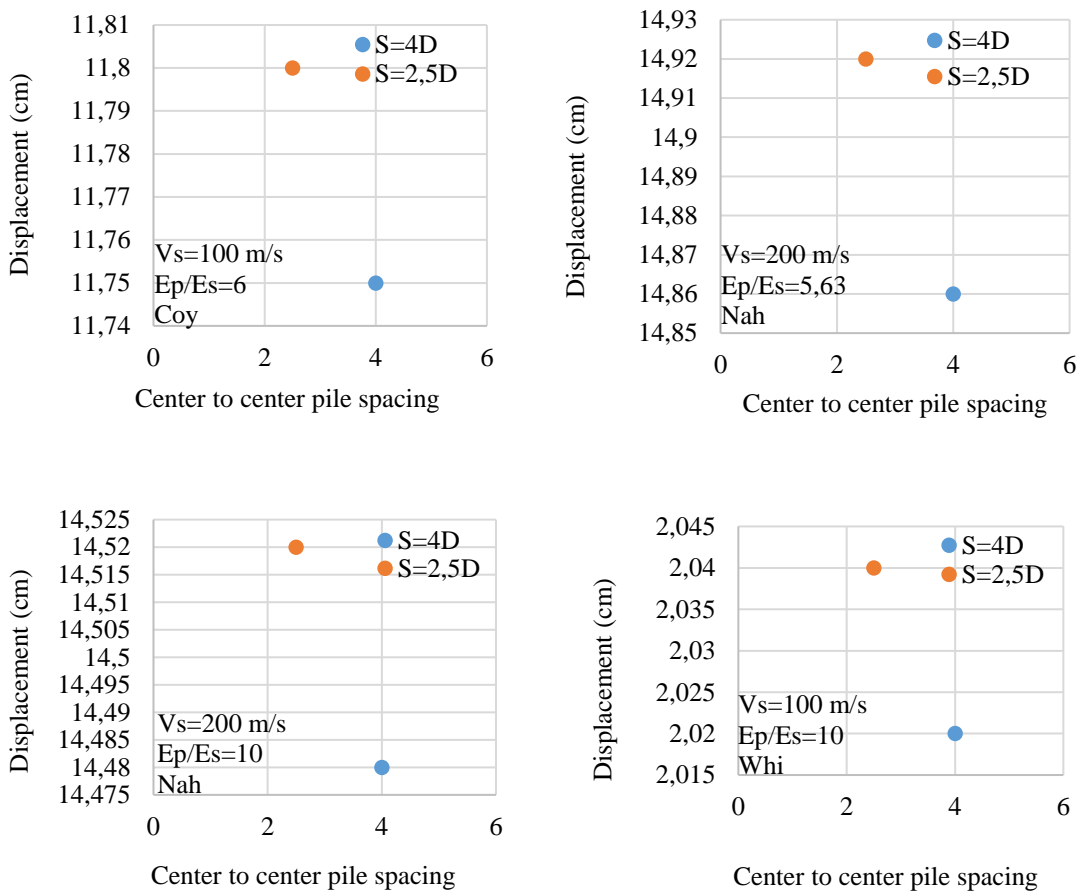 11,81
11,8
11,79
11,78
11,77
11,76
11,75
11,74
Displacement (cm)
S=4D
S=2,5D
Vs=100 m/s
Ep/Es=6
Coy
0 2 4 6
Center to center pile spacing
14,93
14,92
14,91
14,9
14,89
14,88
14,87
14,86
14,85
Displacement (cm)
S=4D
S=2,5D
Vs=200 m/s
Ep/Es=5,63
Nah
0 2 4 6
Center to center pile spacing
14,525
14,52
14,515
14,51
14,505
14,5
14,495
14,49
14,485
14,48
14,475
Displacement (cm)
S=4D
S=2,5D
Vs=200 m/s
Ep/Es=10
Nah
0 2 4 6
Center to center pile spacing
2,045
2,04
2,035
2,03
2,025
2,02
2,015
Displacement (cm)
S=4D
S=2,5D
Vs=100 m/s
Ep/Es=10
Whi
0 2 4 6
Center to center pile spacing